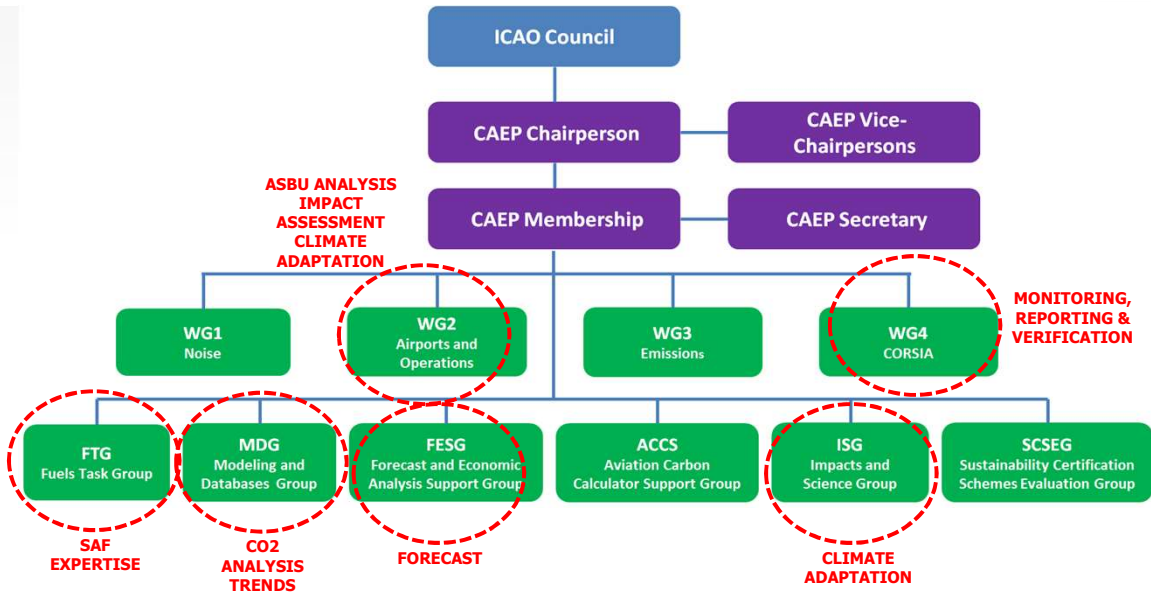 ICAO Council
CAEP Chairperson
CAEP Vice-
Chairpersons
ASBU ANALYSIS
IMPACT
ASSESSMENT
CLIMATE
ADAPTATION
CAEP Membership
CAEP Secretary
WG1
Noise
WG2
Airports and
Operations
WG3
Emissions
WG4
CORSIA
MONITORING,
REPORTING &
VERIFICATION
FTG
Fuels Task Group
MDG
Modeling and
Databases Group
FESG
Forecast and Economic
Analysis Support Group
ACCS
Aviation Carbon
Calculator Support Group
ISG
Impacts and
Science Group
SCSEG
Sustainability Certification
Schemes Evaluation Group
SAF
EXPERTISE
CO2
ANALYSIS
TRENDS
FORECAST
CLIMATE
ADAPTATION